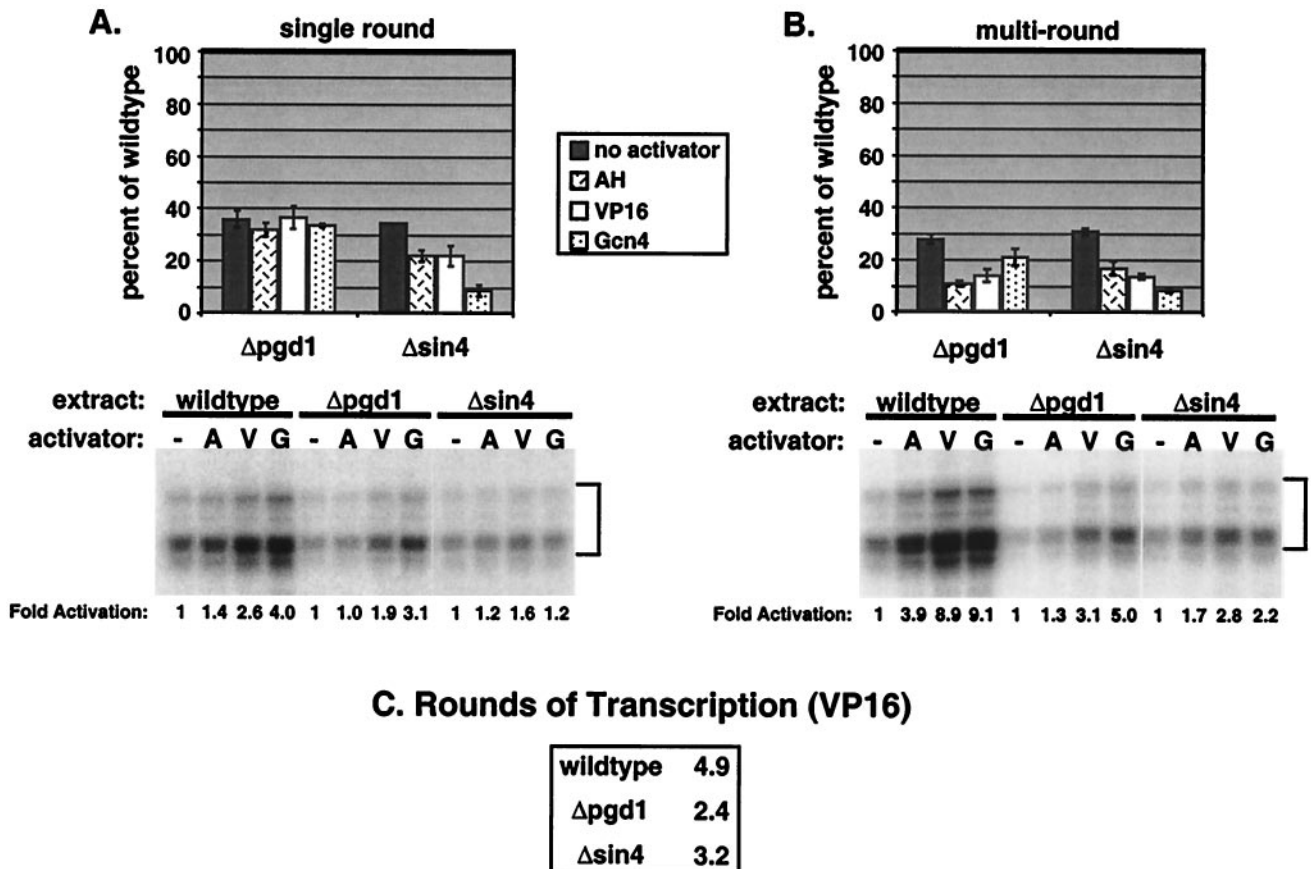 A.
single round
percent of wildtype
100
80
60
40
20
0
Δpgd1 Δsin4
no activator
AH
VP16
Gcn4
B.
multi-round
percent of wildtype
100
80
60
40
20
0
Δpgd1 Δsin4
extract: wildtype Δpgd1 Δsin4
activator: - A V G - A V G - A V G
Fold Activation: 1 1.4 2.6 4.0 1 1.0 1.9 3.1 1 1.2 1.6 1.2
extract: wildtype Δpgd1 Δsin4
activator: - A V G - A V G - A V G
Fold Activation: 1 3.9 8.9 9.1 1 1.3 3.1 5.0 1 1.7 2.8 2.2
C. Rounds of Transcription (VP16)
wildtype 4.9
Δpgd1 2.4
Δsin4 3.2